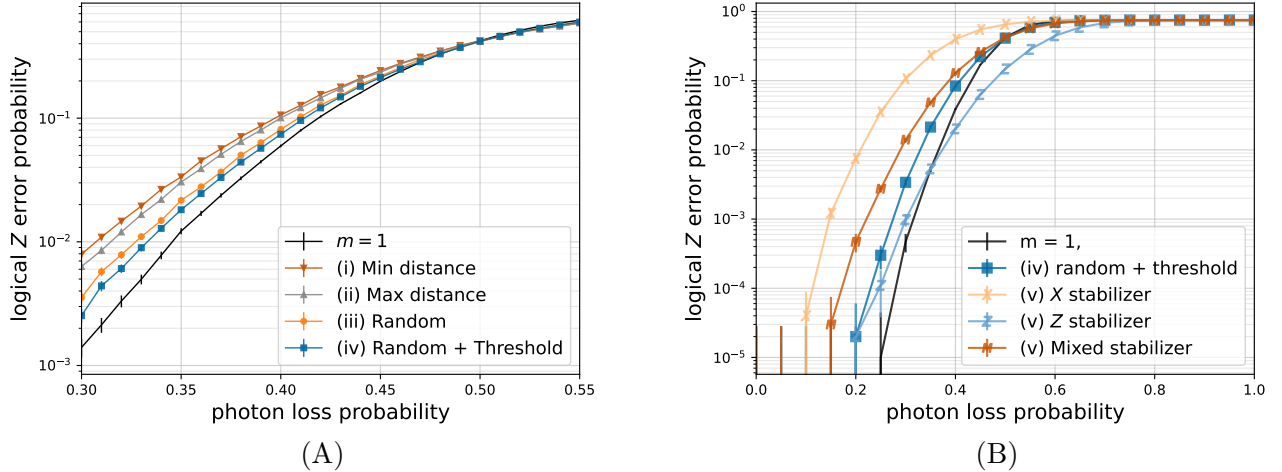 logical Z error probability
10⁻¹
10⁻²
10⁻³
m = 1
(i) Min distance
(ii) Max distance
(iii) Random
(iv) Random + Threshold
0.30 0.35 0.40 0.45 0.50 0.55
photon loss probability
(A)
logical Z error probability
10⁰
10⁻¹
10⁻²
10⁻³
10⁻⁴
10⁻⁵
m = 1,
(iv) random + threshold
(v) X stabilizer
(v) Z stabilizer
(v) Mixed stabilizer
0.0 0.2 0.4 0.6 0.8 1.0
photon loss probability
(B)